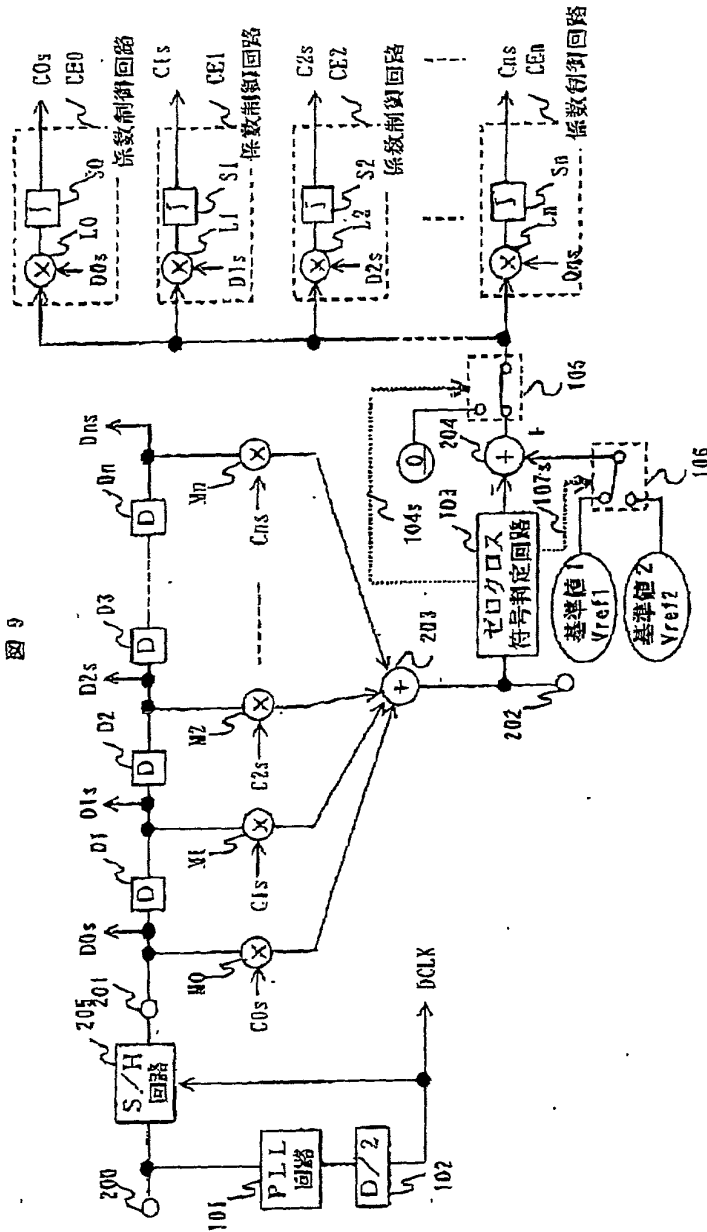 図 9
200
S/H
回路
205
201
PLL
回路
101
D/2
102
DCLK
D0s
D1
D
D1s
D2
D
D2s
D3
D
Dn
D
Dns
M0
C0s
M1
C1s
M2
C2s
Mn
Cns
+
203
202
ゼロクロス
符号判定回路
103
104s
107s
0
204
+
-
+
105
106
基準値 1
Vref1
基準値 2
Vref2
×
∫
L0
S0
D0s
C0s
CE0
係数制御回路
×
∫
L1
S1
D1s
C1s
CE1
係数制御回路
×
∫
L2
S2
D2s
C2s
CE2
係数制御回路
×
∫
Ln
Sn
Dns
Cns
CEn
係数制御回路